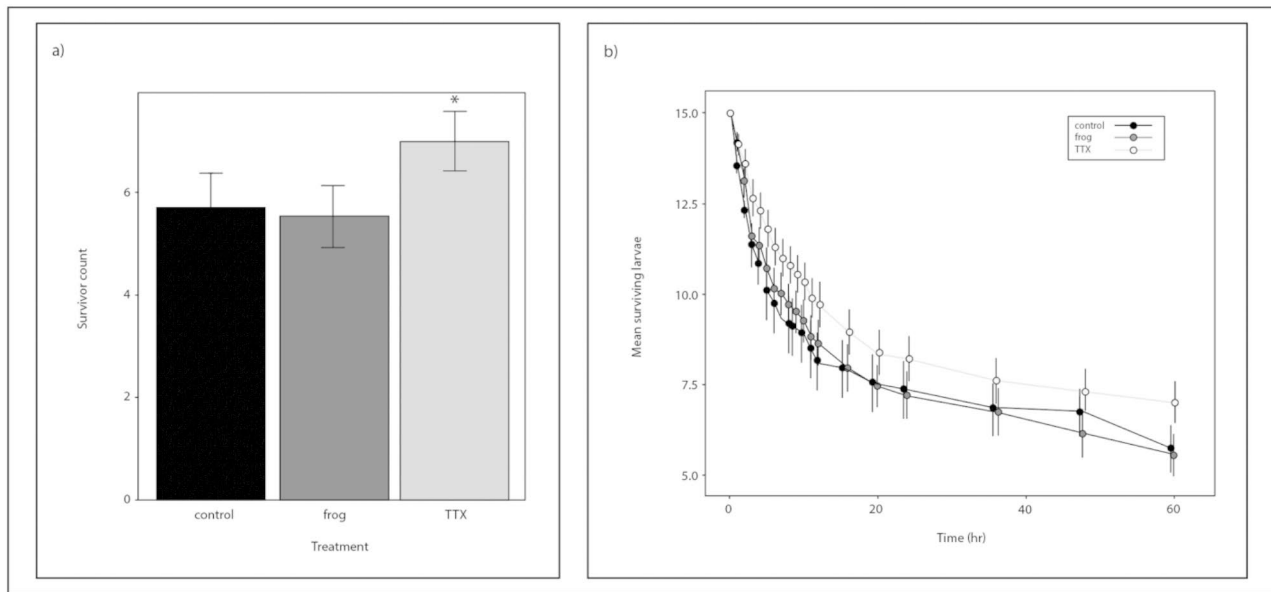 a)
*
6
4
2
0
Survivor count
control frog TTX
Treatment
b)
15.0
12.5
10.0
7.5
5.0
Mean surviving larvae
control
frog
TTX
0 20 40 60
Time (hr)